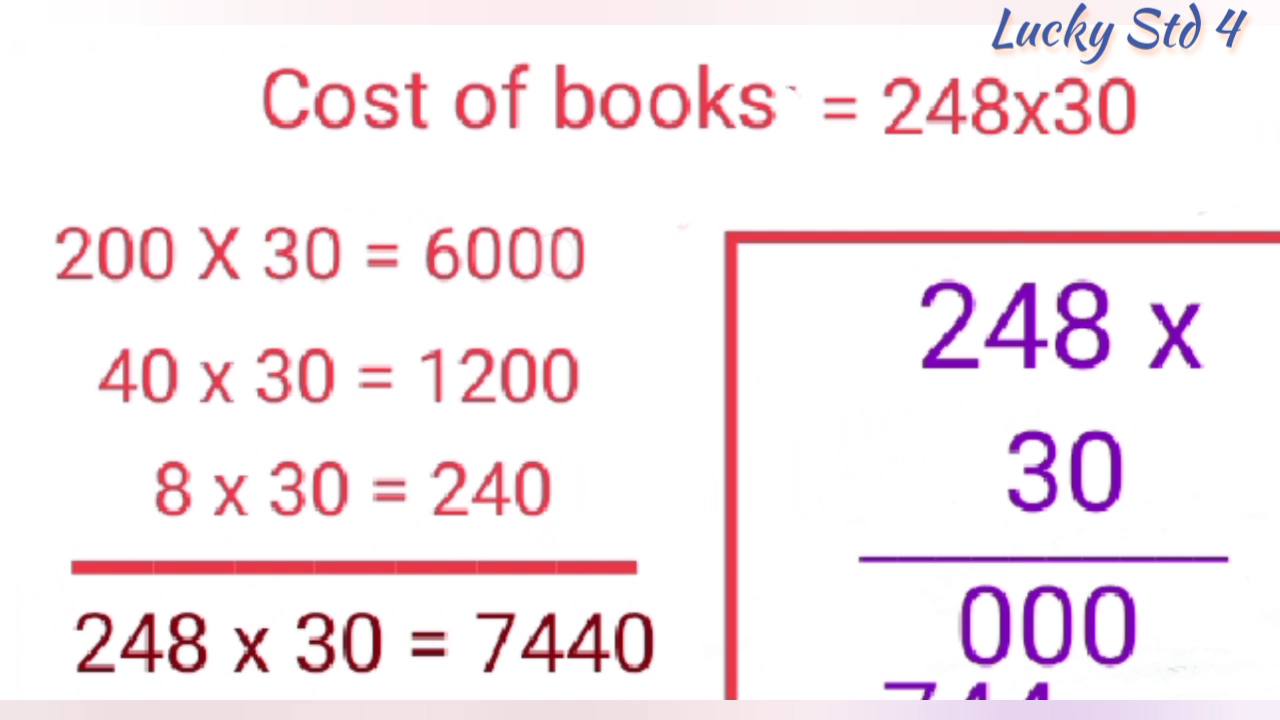 Lucky Std 4
Cost of books = 248x30
200 X 30 = 6000
40 x 30 = 1200
8 x 30 = 240
248 x 30 = 7440
248 x
30
000
744